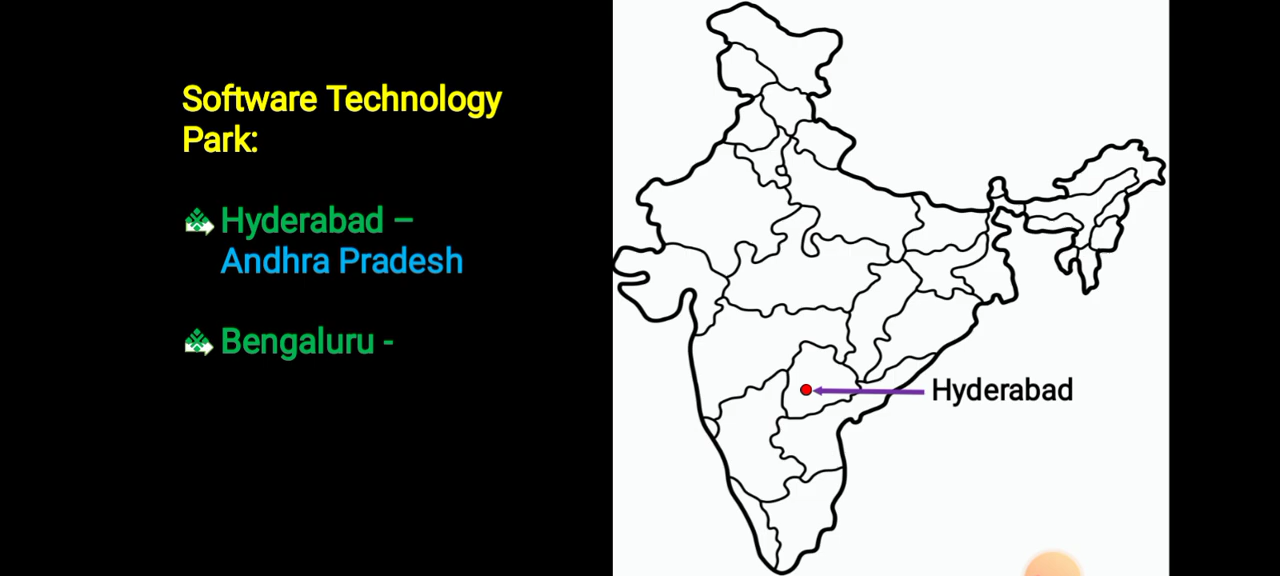 Software Technology
Park:
Hyderabad –
Andhra Pradesh
Bengaluru -
Hyderabad